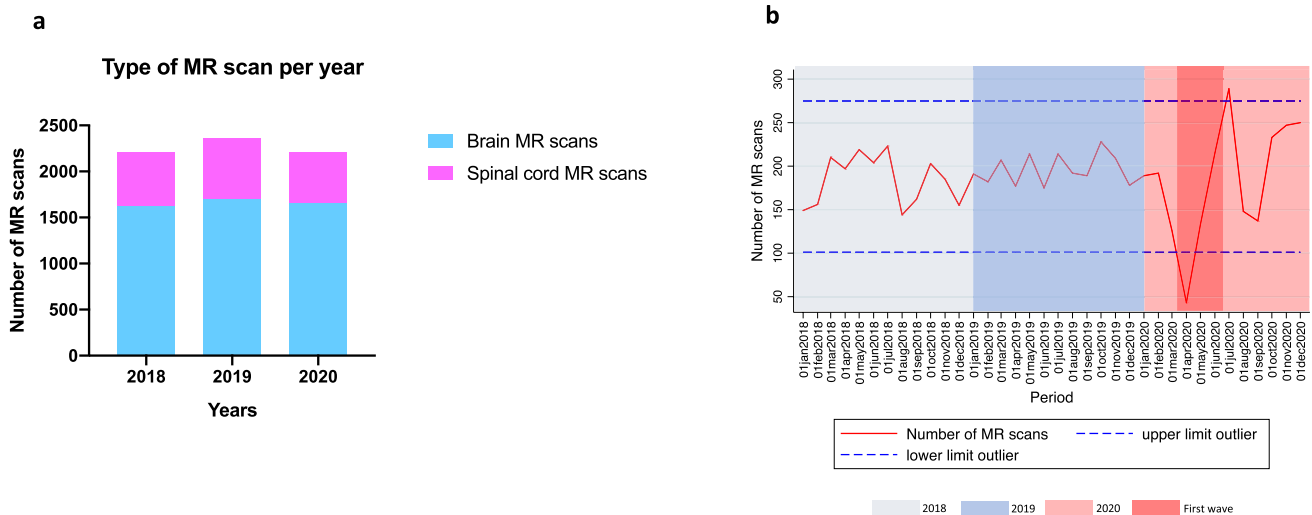 a
Type of MR scan per year
Number of MR scans
2500
2000
1500
1000
500
0
2018
2019
2020
Years
Brain MR scans
Spinal cord MR scans
b
Number of MR scans
300
250
200
150
100
50
01jan2018
01feb2018
01mar2018
01apr2018
01may2018
01jun2018
01jul2018
01aug2018
01sep2018
01oct2018
01nov2018
01dec2018
01jan2019
01feb2019
01mar2019
01apr2019
01may2019
01jun2019
01jul2019
01aug2019
01sep2019
01oct2019
01nov2019
01dec2019
01jan2020
01feb2020
01mar2020
01apr2020
01may2020
01jun2020
01jul2020
01aug2020
01sep2020
01oct2020
01nov2020
01dec2020
Period
Number of MR scans
upper limit outlier
lower limit outlier
2018
2019
2020
First wave